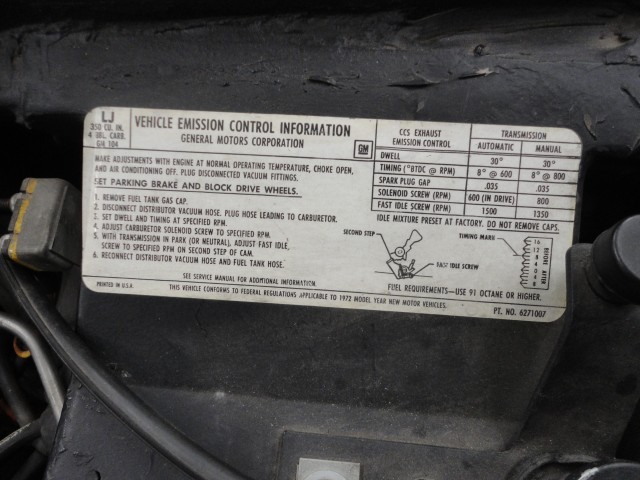 LJ
350 CU. IN.
4 BBL. CARB.
GM 104
VEHICLE EMISSION CONTROL INFORMATION
GENERAL MOTORS CORPORATION
GM
MAKE ADJUSTMENTS WITH ENGINE AT NORMAL OPERATING TEMPERATURE, CHOKE OPEN,
AND AIR CONDITIONING OFF. PLUG DISCONNECTED VACUUM FITTINGS.
SET PARKING BRAKE AND BLOCK DRIVE WHEELS.
1. REMOVE FUEL TANK GAS CAP.
2. DISCONNECT DISTRIBUTOR VACUUM HOSE. PLUG HOSE LEADING TO CARBURETOR.
3. SET DWELL AND TIMING AT SPECIFIED RPM.
4. ADJUST CARBURETOR SOLENOID SCREW TO SPECIFIED RPM.
5. WITH TRANSMISSION IN PARK (OR NEUTRAL), ADJUST FAST IDLE,
SCREW TO SPECIFIED RPM ON SECOND STEP OF CAM.
6. RECONNECT DISTRIBUTOR VACUUM HOSE AND FUEL TANK HOSE.
SEE SERVICE MANUAL FOR ADDITIONAL INFORMATION.
PRINTED IN U.S.A. THIS VEHICLE CONFORMS TO FEDERAL REGULATIONS APPLICABLE TO 1972 MODEL YEAR NEW MOTOR VEHICLES.
CCS EXHAUST EMISSION CONTROL
TRANSMISSION
AUTOMATIC MANUAL
DWELL 30° 30°
TIMING (°BTDC @ RPM) 8° @ 600 8° @ 800
SPARK PLUG GAP .035 .035
SOLENOID SCREW (RPM) 600 (IN DRIVE) 800
FAST IDLE SCREW (RPM) 1500 1350
IDLE MIXTURE PRESET AT FACTORY. DO NOT REMOVE CAPS.
SECOND STEP
FAST IDLE SCREW
TIMING MARK
16
12
8
4
0
4
8
BEFORE AFTER
FUEL REQUIREMENTS—USE 91 OCTANE OR HIGHER.
PT. NO. 6271007